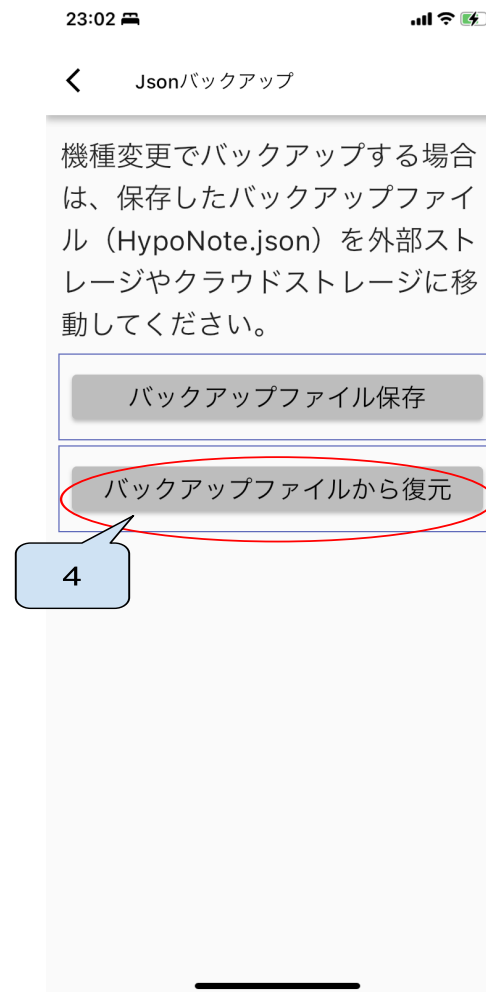 23:02
Jsonバックアップ
機種変更でバックアップする場合
は、保存したバックアップファイ
ル（HypoNote.json）を外部スト
レージやクラウドストレージに移
動してください。
バックアップファイル保存
バックアップファイルから復元
4